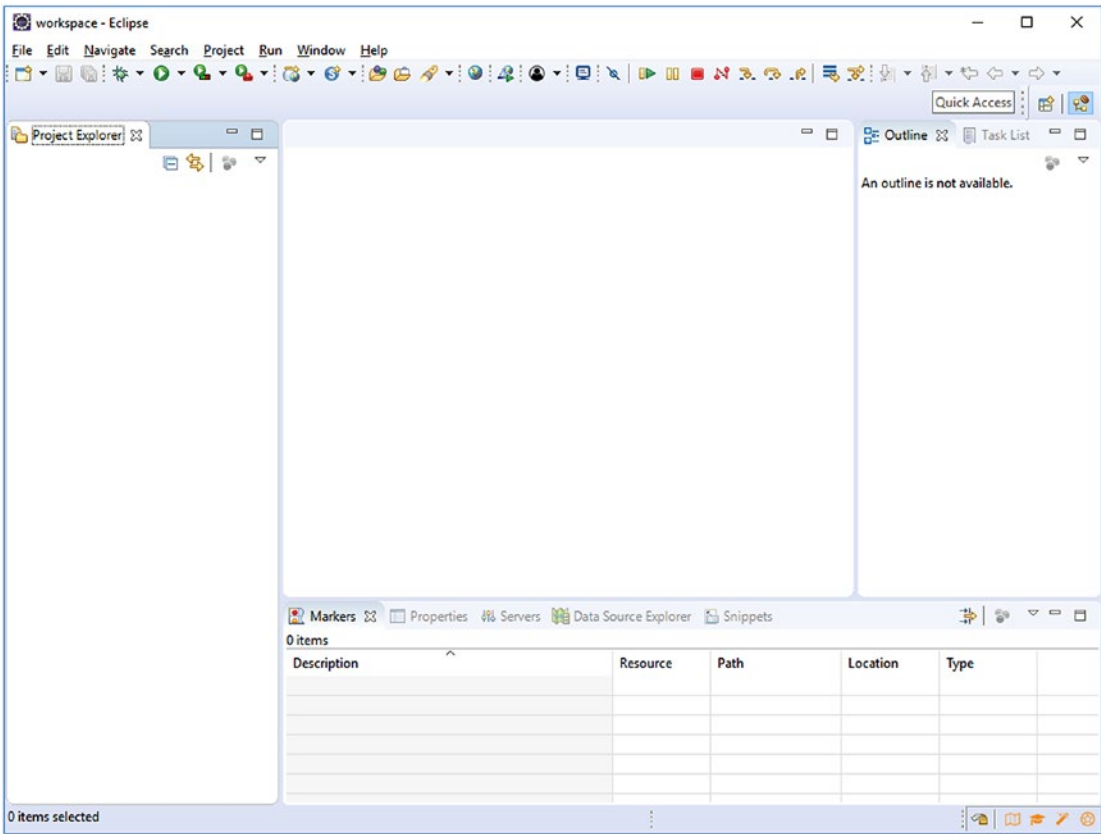 workspace - Eclipse
File Edit Navigate Search Project Run Window Help
Quick Access
Project Explorer
Outline Task List
An outline is not available.
Markers Properties Servers Data Source Explorer Snippets
0 items
Description Resource Path Location Type
0 items selected